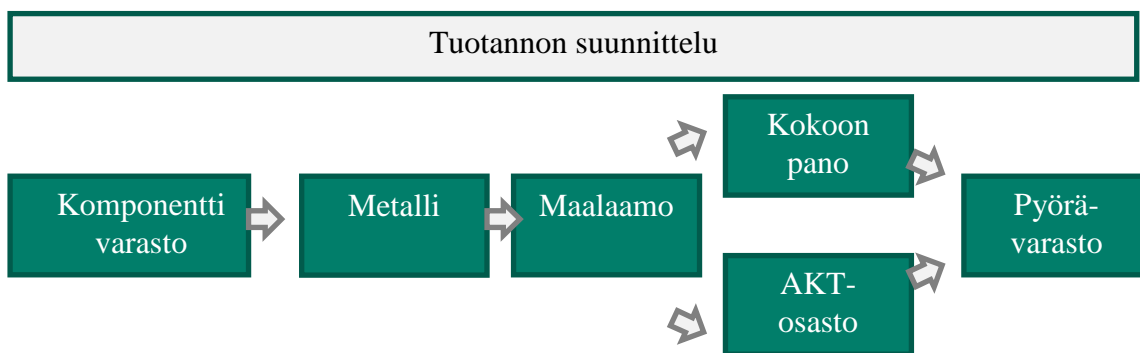 Tuotannon suunnittelu
Komponentti
varasto
Metalli
Maalaamo
Kokoon
pano
AKT-
osasto
Pyörä-
varasto